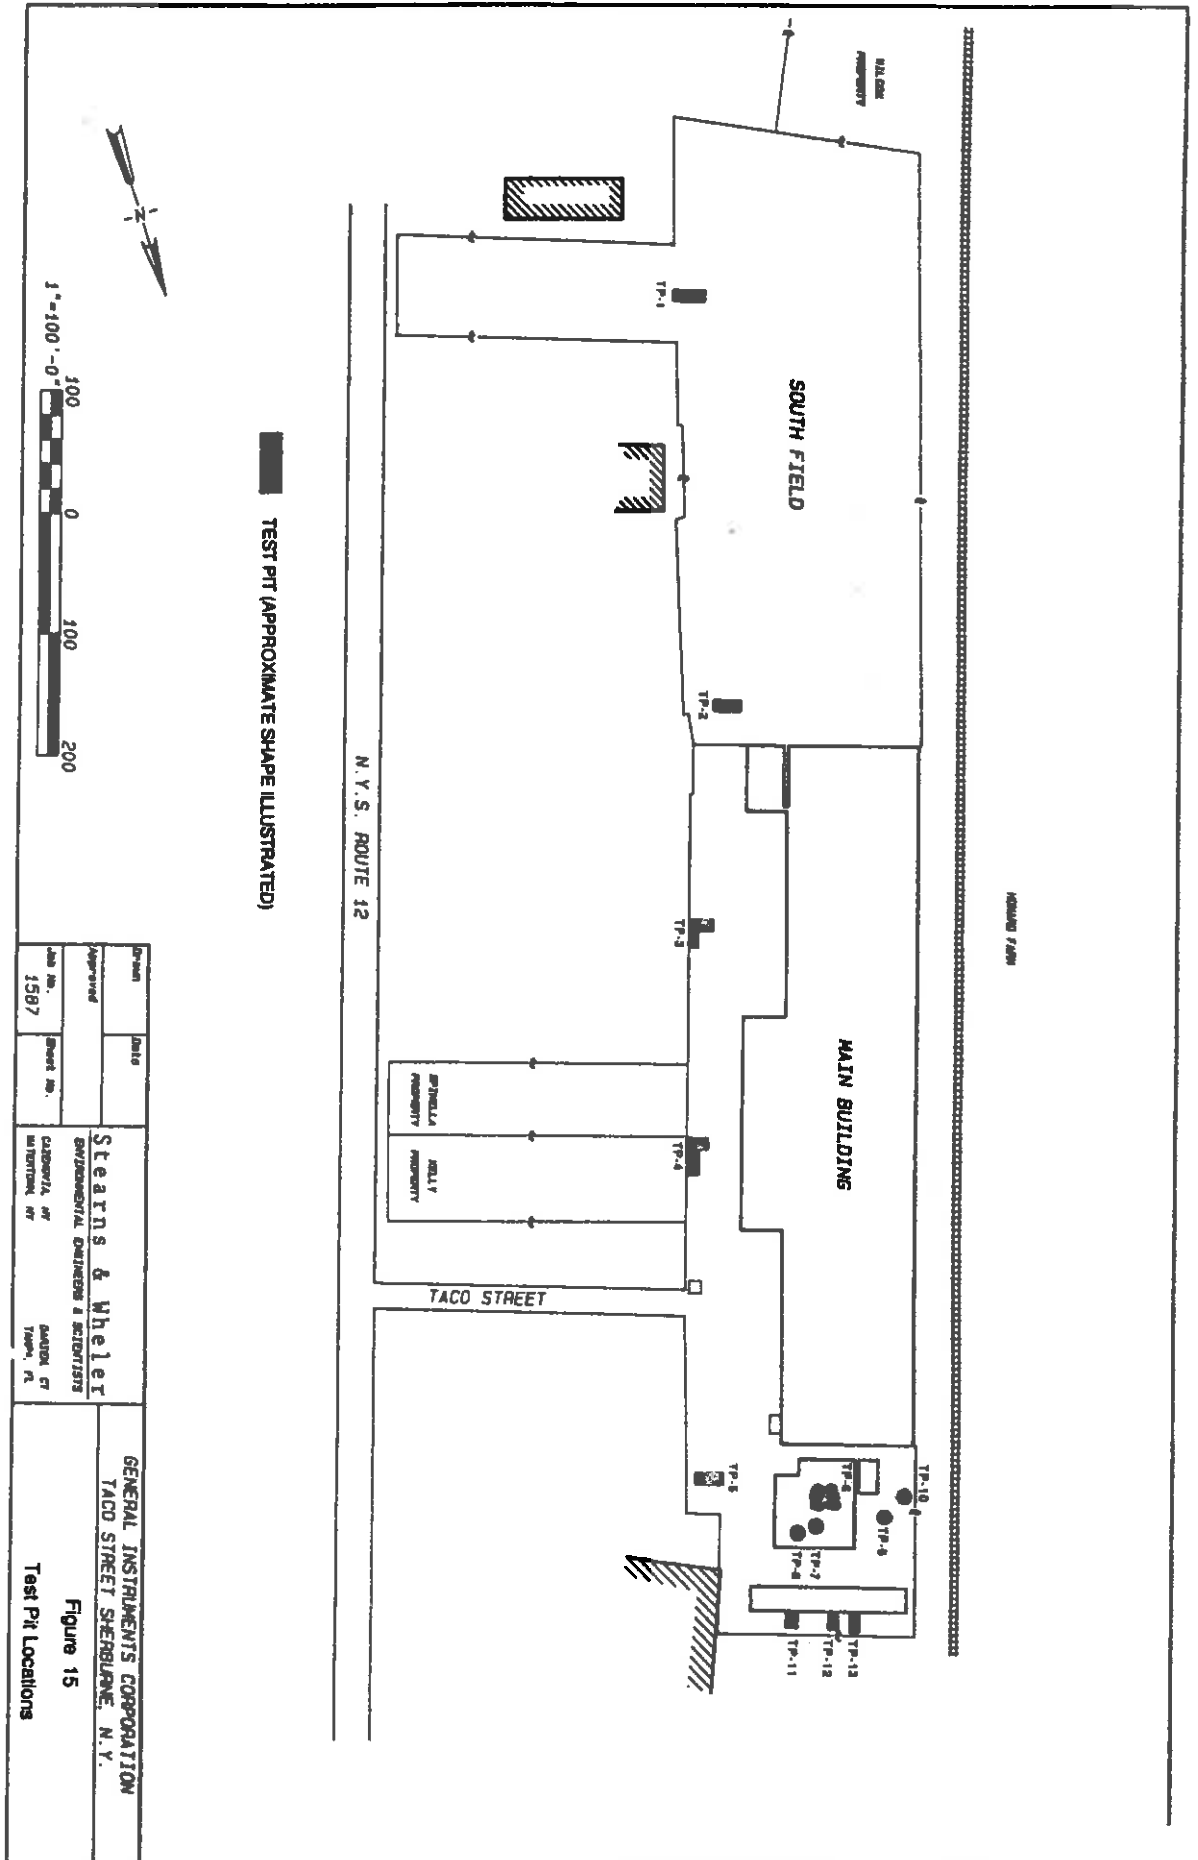 WILCOX
PROPERTY
HOWARD FARM
SOUTH FIELD
MAIN BUILDING
TP-1
TP-2
TP-3
TP-4
TP-5
TP-6
TP-7
TP-8
TP-9
TP-10
TP-11
TP-12
TP-13
SPINELLA
PROPERTY
KELLY
PROPERTY
TACO STREET
N.Y.S. ROUTE 12
TEST PIT (APPROXIMATE SHAPE ILLUSTRATED)
N
1"=100'-0"
100 0 100 200
Drawn
Date
Approved
Job No.
1587
Sheet No.
Stearns & Wheler
ENVIRONMENTAL ENGINEERS & SCIENTISTS
CAZENOVIA, NY
DARIEN, CT
WATERTOWN, NY
TAMPA, FL
GENERAL INSTRUMENTS CORPORATION
TACO STREET SHERBURNE, N.Y.
Figure 15
Test Pit Locations